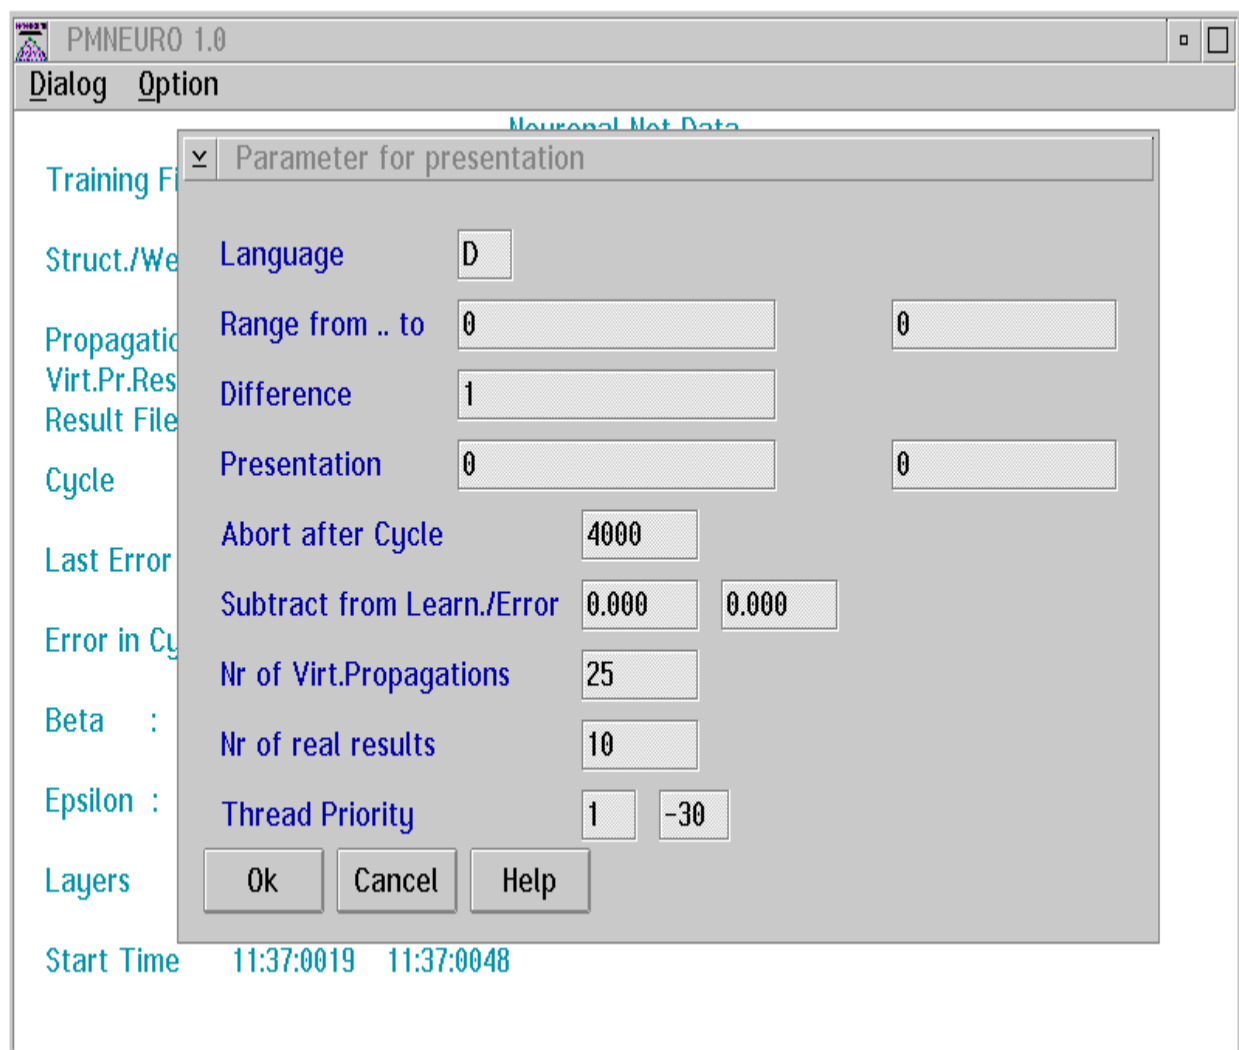 PMNEURO 1.0
Dialog Option
Neuronal Net Data
Parameter for presentation
Training Fi
Language D
Struct./We
Range from .. to 0 0
Propagatio
Virt.Pr.Res
Difference 1
Result File
Presentation 0 0
Cycle
Abort after Cycle 4000
Last Error
Subtract from Learn./Error 0.000 0.000
Error in Cy
Nr of Virt.Propagations 25
Beta :
Nr of real results 10
Epsilon :
Thread Priority 1 -30
Layers
Ok Cancel Help
Start Time 11:37:0019 11:37:0048